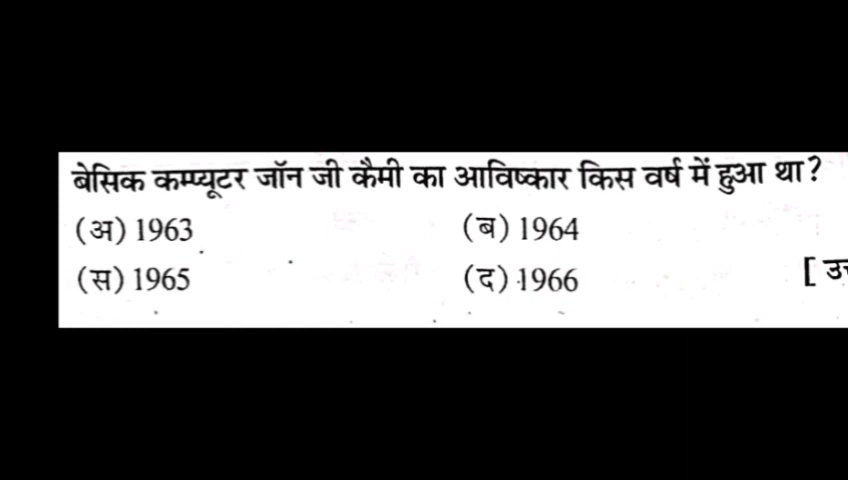 बेसिक कम्प्यूटर जॉन जी कैमी का आविष्कार किस वर्ष में हुआ था?
(अ) 1963 (ब) 1964
(स) 1965 (द) 1966 [